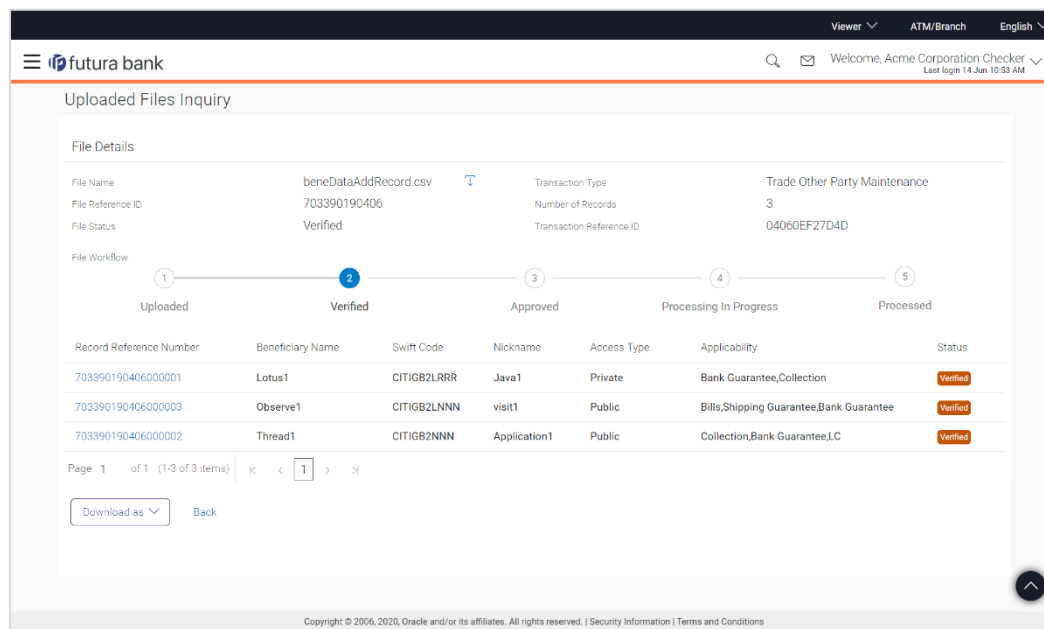 Viewer ATM/Branch English
futura bank Welcome, Acme Corporation Checker
Last login 14 Jun 10:53 AM
Uploaded Files Inquiry
File Details
File Name beneDataAddRecord.csv Transaction Type Trade Other Party Maintenance
File Reference ID 703390190406 Number of Records 3
File Status Verified Transaction Reference ID 04060EF27D4D
File Workflow
1 2 3 4 5
Uploaded Verified Approved Processing In Progress Processed
Record Reference Number Beneficiary Name Swift Code Nickname Access Type Applicability Status
703390190406000001 Lotus1 CITIGB2LRRR Java1 Private Bank Guarantee,Collection Verified
703390190406000003 Observe1 CITIGB2LNNN visit1 Public Bills,Shipping Guarantee,Bank Guarantee Verified
703390190406000002 Thread1 CITIGB2NNN Application1 Public Collection,Bank Guarantee,LC Verified
Page 1 of 1 (1-3 of 3 items) 1
Download as Back
Copyright © 2006, 2020, Oracle and/or its affiliates. All rights reserved. | Security Information | Terms and Conditions